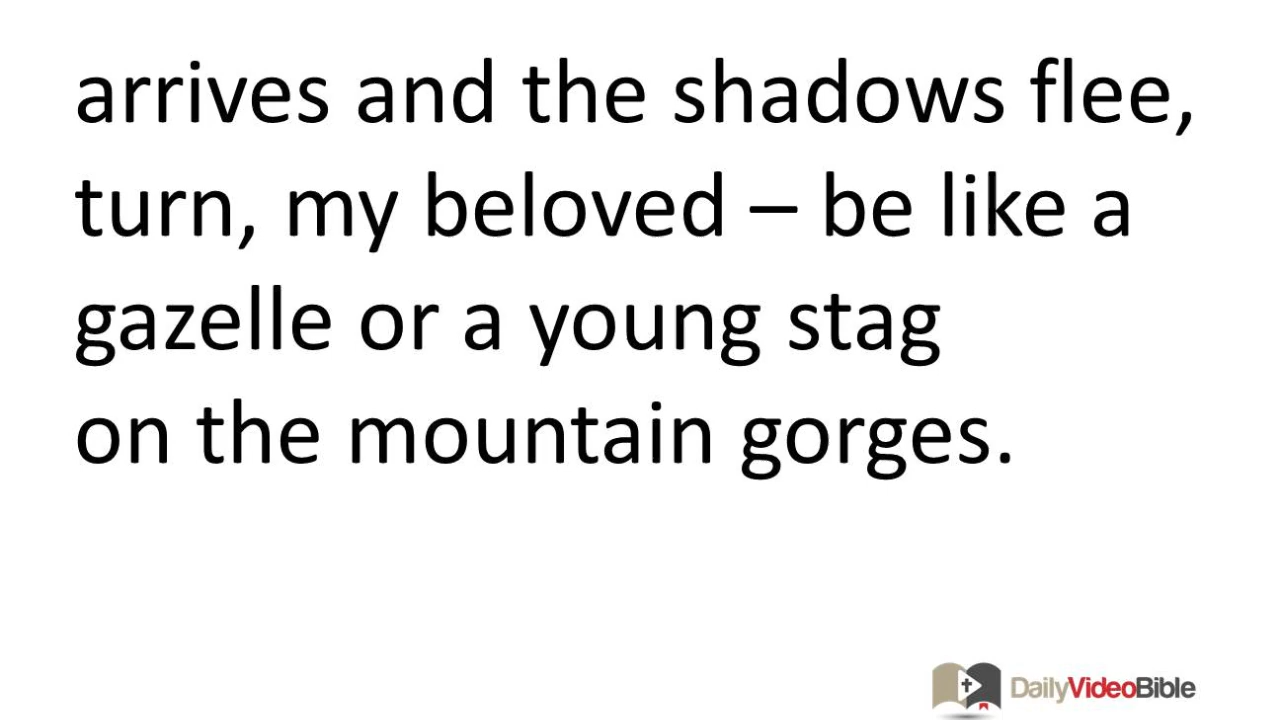 arrives and the shadows flee,
turn, my beloved – be like a
gazelle or a young stag
on the mountain gorges.
DailyVideoBible